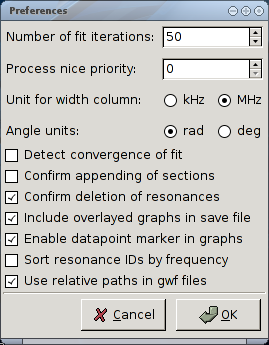 Preferences
Number of fit iterations: 50
Process nice priority: 0
Unit for width column: kHz MHz
Angle units: rad deg
Detect convergence of fit
Confirm appending of sections
Confirm deletion of resonances
Include overlayed graphs in save file
Enable datapoint marker in graphs
Sort resonance IDs by frequency
Use relative paths in gwf files
Cancel OK